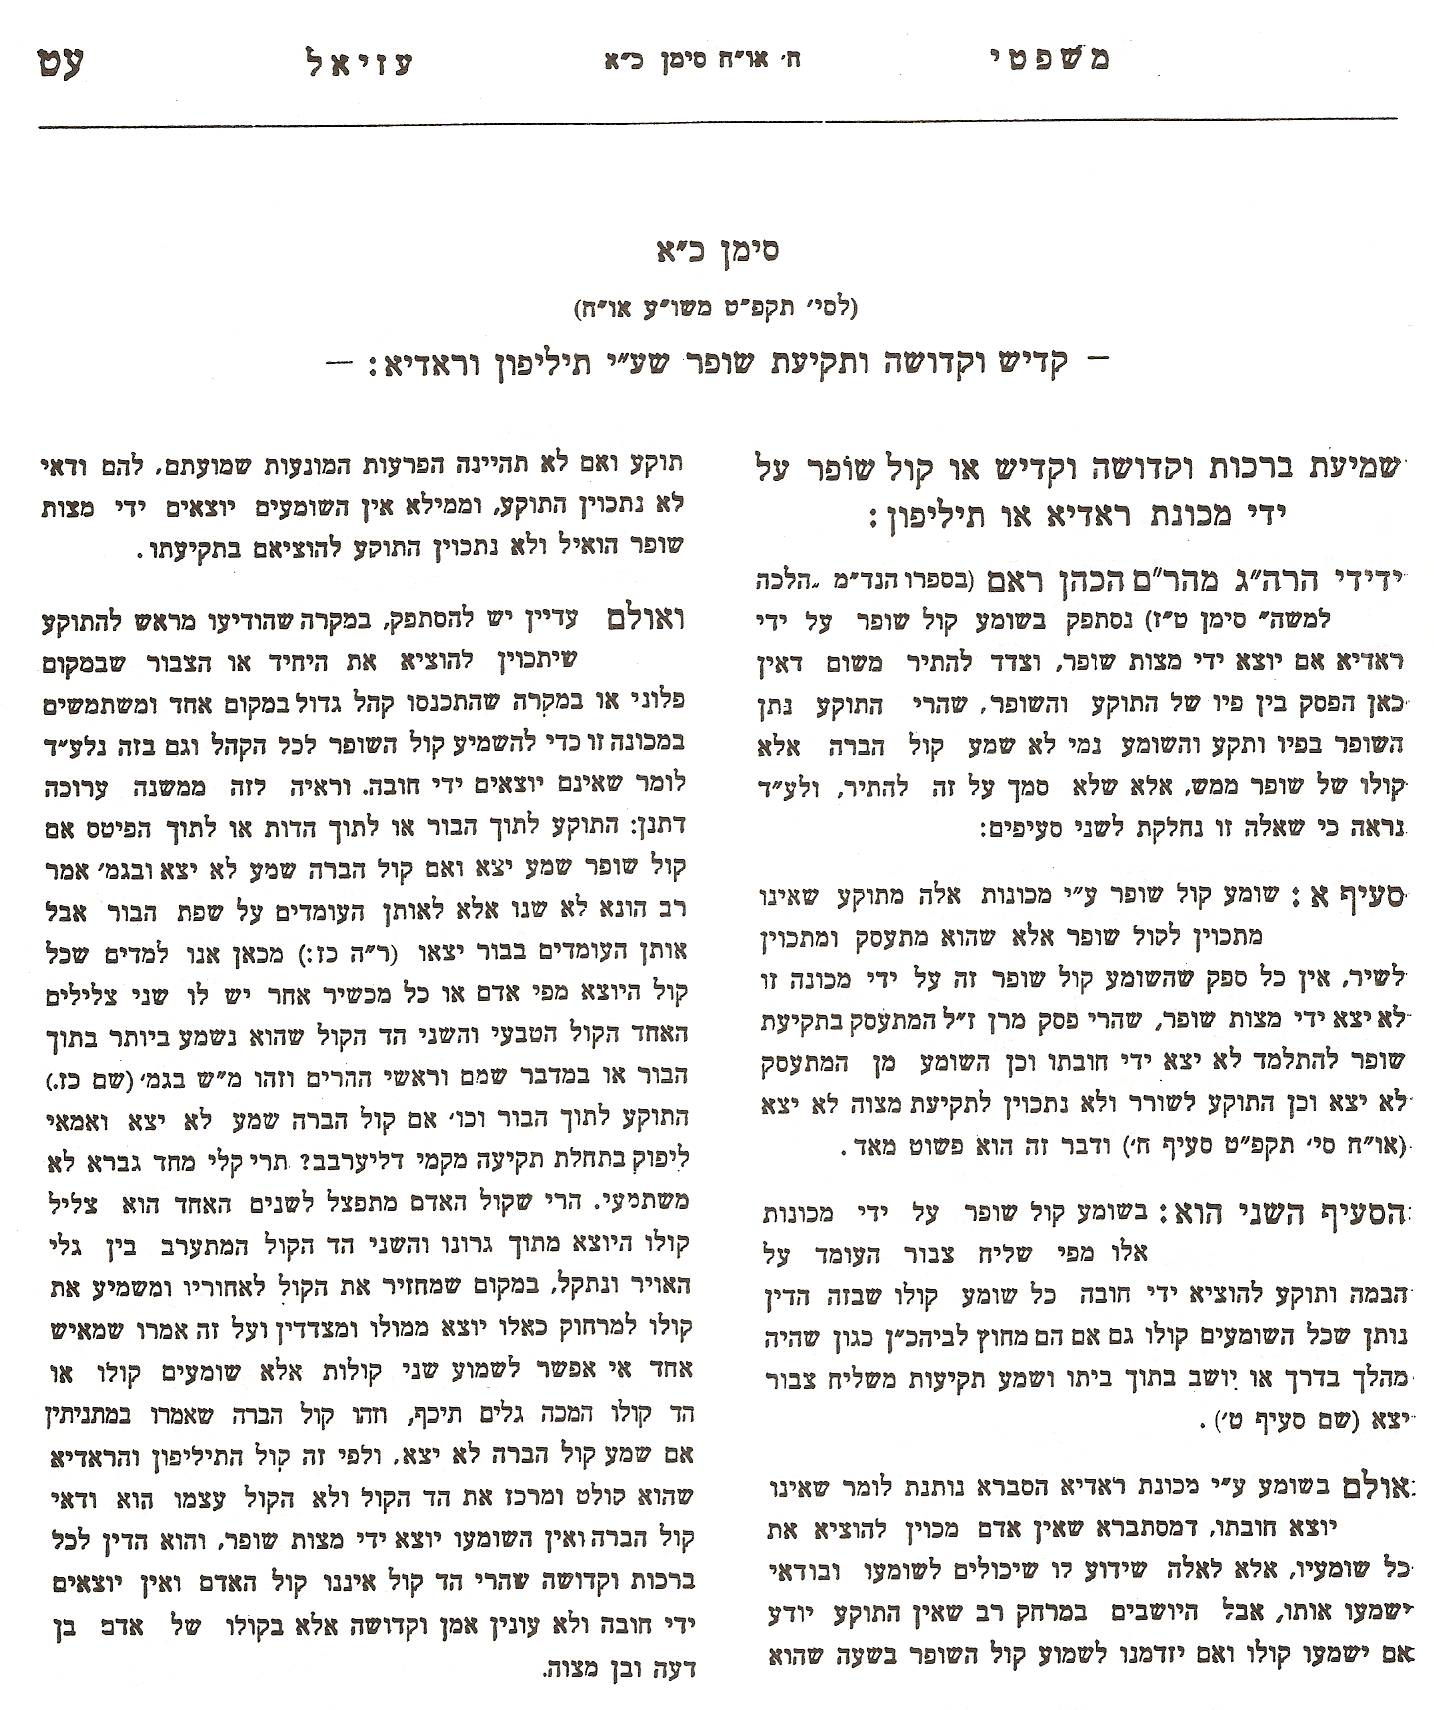 משפטי ח׳ או״ח סימן כ״א עזיאל עט
סימן כ״א
(לסי׳ תקפ״ט משו״ע או״ח)
— קדיש וקדושה ותקיעת שופר שע״י תיליפון וראדיא: —
שמיעת ברכות וקדושה וקדיש או קול שופר על
ידי מכונת ראדיא או תיליפון:
ידידי הרה״ג מהר״ם הכהן ראם (בספרו הנד״מ „הלכה
למשה״ סימן ט״ז) נסתפק בשומע קול שופר על ידי
ראדיא אם יוצא ידי מצות שופר, וצדד להתיר משום דאין
כאן הפסק בין פיו של התוקע והשופר, שהרי התוקע נתן
השופר בפיו ותקע והשומע נמי לא שמע קול הברה אלא
קולו של שופר ממש, אלא שלא סמך על זה להתיר, ולע״ד
נראה כי שאלה זו נחלקת לשני סעיפים:
סעיף א: שומע קול שופר ע״י מכונות אלה מתוקע שאינו
מתכוין לקול שופר אלא שהוא מתעסק ומתכוין
לשיר, אין כל ספק שהשומע קול שופר זה על ידי מכונה זו
לא יצא ידי מצות שופר, שהרי פסק מרן ז״ל המתעסק בתקיעת
שופר להתלמד לא יצא ידי חובתו וכן השומע מן המתעסק
לא יצא וכן התוקע לשורר ולא נתכוין לתקיעת מצוה לא יצא
(או״ח סי׳ תקפ״ט סעיף ח׳) ודבר זה הוא פשוט מאד.
הסעיף השני הוא: בשומע קול שופר על ידי מכונות
אלו מפי שליח צבור העומד על
הבמה ותוקע להוציא ידי חובה כל שומע קולו שבזה הדין
נותן שכל השומעים קולו גם אם הם מחוץ לביהכ״ן כגון שהיה
מהלך בדרך או יושב בתוך ביתו ושמע תקיעות משליח צבור
יצא (שם סעיף ט׳).
אולם בשומע ע״י מכונת ראדיא הסברא נותנת לומר שאינו
יוצא חובתו, דמסתברא שאין אדם מכוין להוציא את
כל שומעיו, אלא לאלה שידוע לו שיכולים לשומעו ובודאי
ישמעו אותו, אבל היושבים במרחק רב שאין התוקע יודע
אם ישמעו קולו ואם יזדמנו לשמוע קול השופר בשעה שהוא
תוקע ואם לא תהיינה הפרעות המונעות שמועתם, להם ודאי
לא נתכוין התוקע, וממילא אין השומעים יוצאים ידי מצות
שופר הואיל ולא נתכוין התוקע להוציאם בתקיעתו.
ואולם עדיין יש להסתפק, במקרה שהודיעו מראש להתוקע
שיתכוין להוציא את היחיד או הצבור שבמקום
פלוני או במקרה שהתכנסו קהל גדול במקום אחד ומשתמשים
במכונה זו כדי להשמיע קול השופר לכל הקהל וגם בזה נלע״ד
לומר שאינם יוצאים ידי חובה. וראיה לזה ממשנה ערוכה
דתנן: התוקע לתוך הבור או לתוך הדות או לתוך הפיטס אם
קול שופר שמע יצא ואם קול הברה שמע לא יצא ובגמ׳ אמר
רב הונא לא שנו אלא לאותן העומדים על שפת הבור אבל
אותן העומדים בבור יצאו (ר״ה כז:) מכאן אנו למדים שכל
קול היוצא מפי אדם או כל מכשיר אחר יש לו שני צלילים
האחד הקול הטבעי והשני הד הקול שהוא נשמע ביותר בתוך
הבור או במדבר שמם וראשי ההרים וזהו מ״ש בגמ׳ (שם כז.)
התוקע לתוך הבור וכו׳ אם קול הברה שמע לא יצא ואמאי
ליפוק בתחלת תקיעה מקמי דליערבב? תרי קלי מחד גברא לא
משתמעי. הרי שקול האדם מתפצל לשנים האחד הוא צליל
קולו היוצא מתוך גרונו והשני הד הקול המתערב בין גלי
האויר ונתקל, במקום שמחזיר את הקול לאחוריו ומשמיע את
קולו למרחוק כאלו יוצא ממולו ומצדדין ועל זה אמרו שמאיש
אחד אי אפשר לשמוע שני קולות אלא שומעים קולו או
הד קולו המכה גלים תיכף, וזהו קול הברה שאמרו במתניתין
אם שמע קול הברה לא יצא, ולפי זה קול התיליפון והראדיא
שהוא קולט ומרכז את הד הקול ולא הקול עצמו הוא ודאי
קול הברה ואין השומעו יוצא ידי מצות שופר, והוא הדין לכל
ברכות וקדושה שהרי הד קול איננו קול האדם ואין יוצאים
ידי חובה ולא עונין אמן וקדושה אלא בקולו של אדם בן
דעה ובן מצוה.